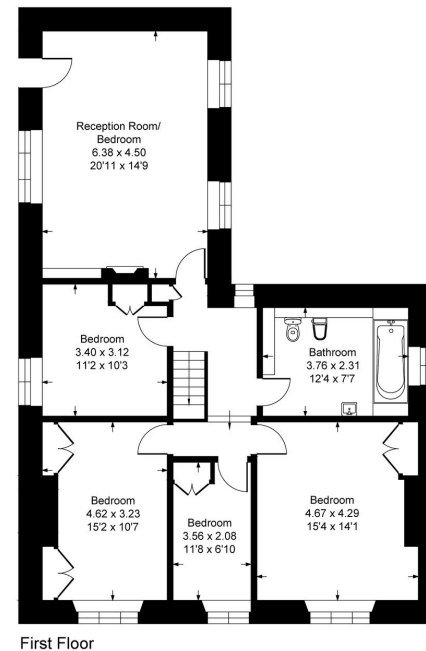 Reception Room/
Bedroom
6.38 x 4.50
20'11 x 14'9
Bedroom
3.40 x 3.12
11'2 x 10'3
Bathroom
3.76 x 2.31
12'4 x 7'7
Bedroom
4.62 x 3.23
15'2 x 10'7
Bedroom
3.56 x 2.08
11'8 x 6'10
Bedroom
4.67 x 4.29
15'4 x 14'1
First Floor